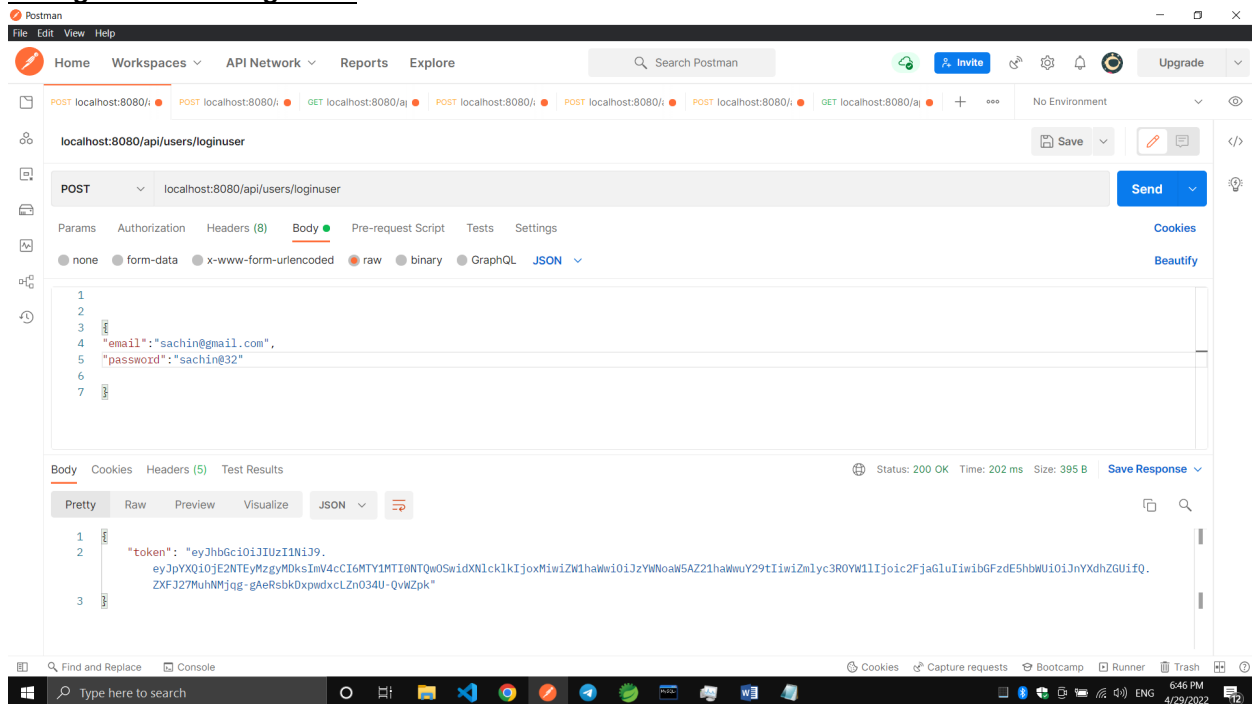 Postman
File Edit View Help
Home Workspaces API Network Reports Explore Search Postman Invite Upgrade
POST localhost:8080/ POST localhost:8080/ GET localhost:8080/a POST localhost:8080/ POST localhost:8080/ POST localhost:8080/ GET localhost:8080/a No Environment
localhost:8080/api/users/loginuser Save
POST localhost:8080/api/users/loginuser Send
Params Authorization Headers (8) Body Pre-request Script Tests Settings Cookies
none form-data x-www-form-urlencoded raw binary GraphQL JSON Beautify
1
2
3 {
4 "email":"sachin@gmail.com",
5 "password":"sachin@32"
6
7 }
Body Cookies Headers (5) Test Results Status: 200 OK Time: 202 ms Size: 395 B Save Response
Pretty Raw Preview Visualize JSON
1 {
2 "token": "eyJhbGciOiJIUzI1NiJ9.
eyJpYXQiOjE2NTEyMzgyMDksImV4cCI6MTY1MTI0NTQwOSwidXNlcklkIjoxMiwiZW1haWwiOiJzYWNoaW5AZ21haWwuY29tIiwiZmlyc3ROYW1lIjoic2FjaGluIiwibGFzdE5hbWUiOiJnYXdhZGUifQ.
ZXFJ27MuhNMjqg-gAeRsbkDxpwdxcLZnO34U-QvWZpk"
3 }
Find and Replace Console Cookies Capture requests Bootcamp Runner Trash
Type here to search ENG 6:46 PM
4/29/2022 12